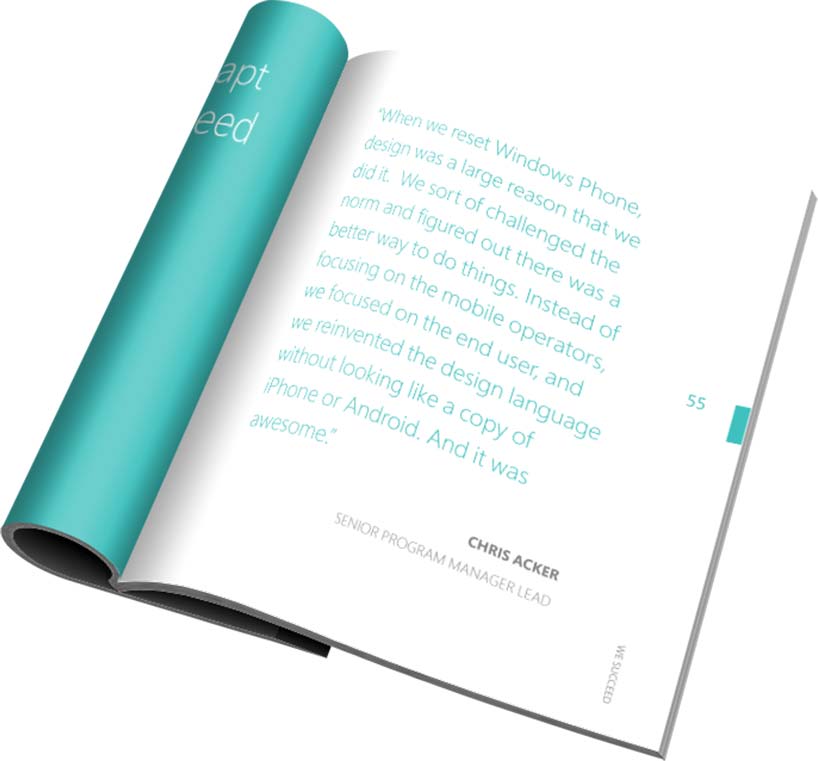 apt
eed
“When we reset Windows Phone,
design was a large reason that we
did it. We sort of challenged the
norm and figured out there was a
better way to do things. Instead of
focusing on the mobile operators,
we focused on the end user, and
we reinvented the design language
without looking like a copy of
iPhone or Android. And it was
awesome.”
CHRIS ACKER
SENIOR PROGRAM MANAGER LEAD
55
WE SUCCEED